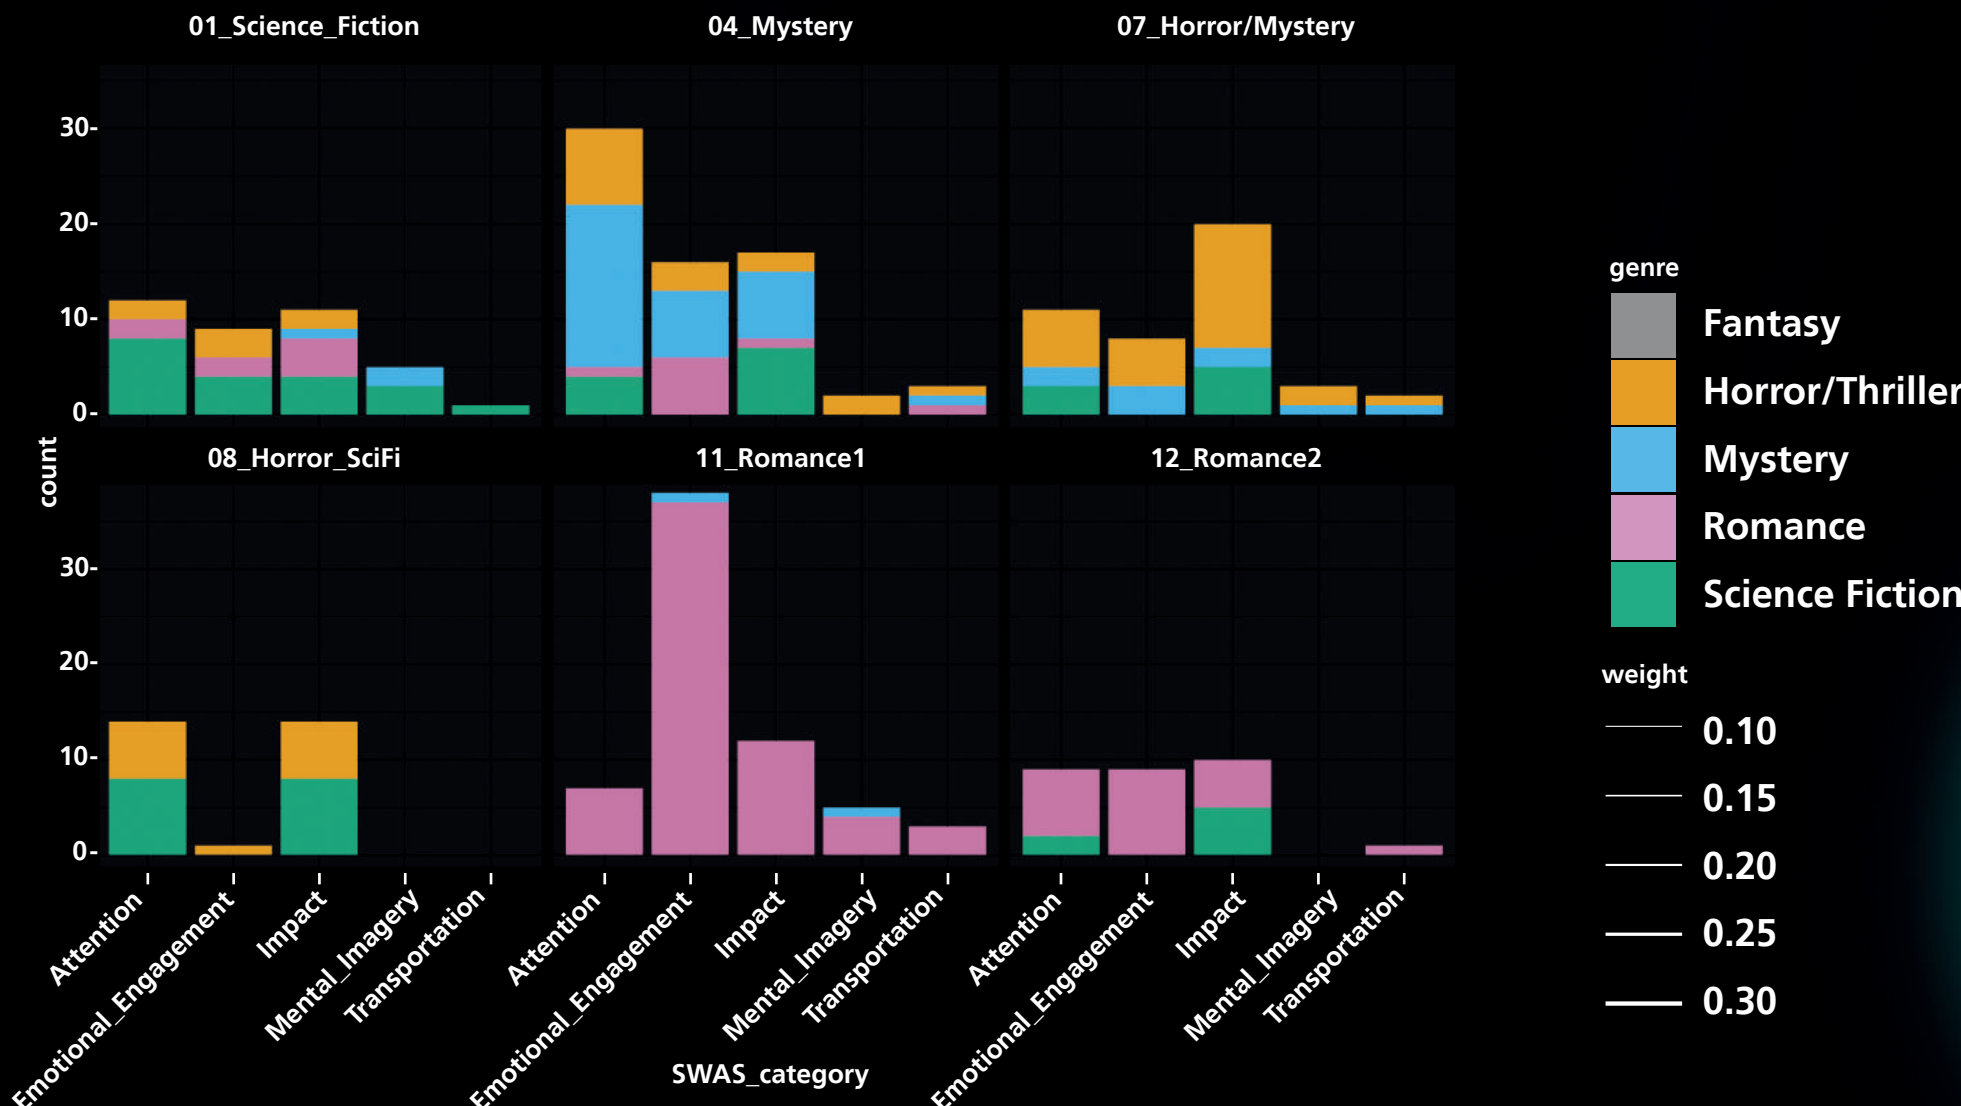 01_Science_Fiction
04_Mystery
07_Horror/Mystery
30-
20-
10-
0-
08_Horror_SciFi
11_Romance1
12_Romance2
count
30-
20-
10-
0-
Attention
Emotional_Engagement
Impact
Mental_Imagery
Transportation
Attention
Emotional_Engagement
Impact
Mental_Imagery
Transportation
Attention
Emotional_Engagement
Impact
Mental_Imagery
Transportation
SWAS_category
genre
Fantasy
Horror/Thriller
Mystery
Romance
Science Fiction
weight
0.10
0.15
0.20
0.25
0.30